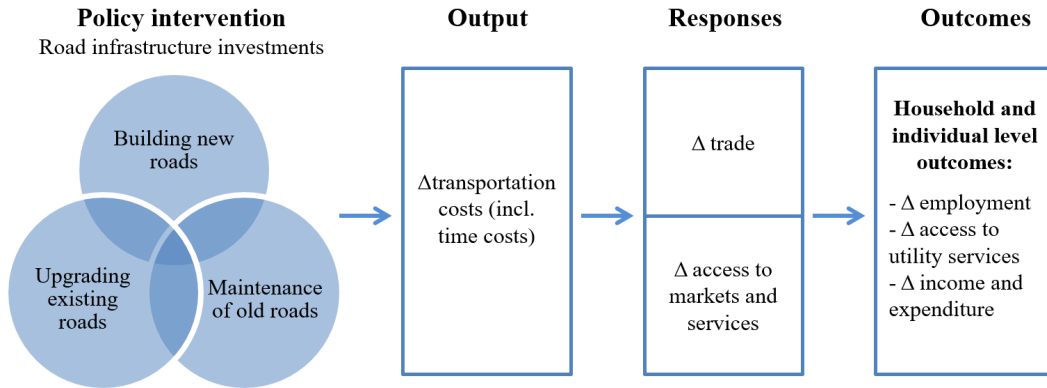 Policy intervention
Road infrastructure investments
Building new
roads
Upgrading
existing
roads
Maintenance
of old roads
Output
Δtransportation
costs (incl.
time costs)
Responses
Δ trade
Δ access to
markets and
services
Outcomes
Household and
individual level
outcomes:
- Δ employment
- Δ access to
utility services
- Δ income and
expenditure